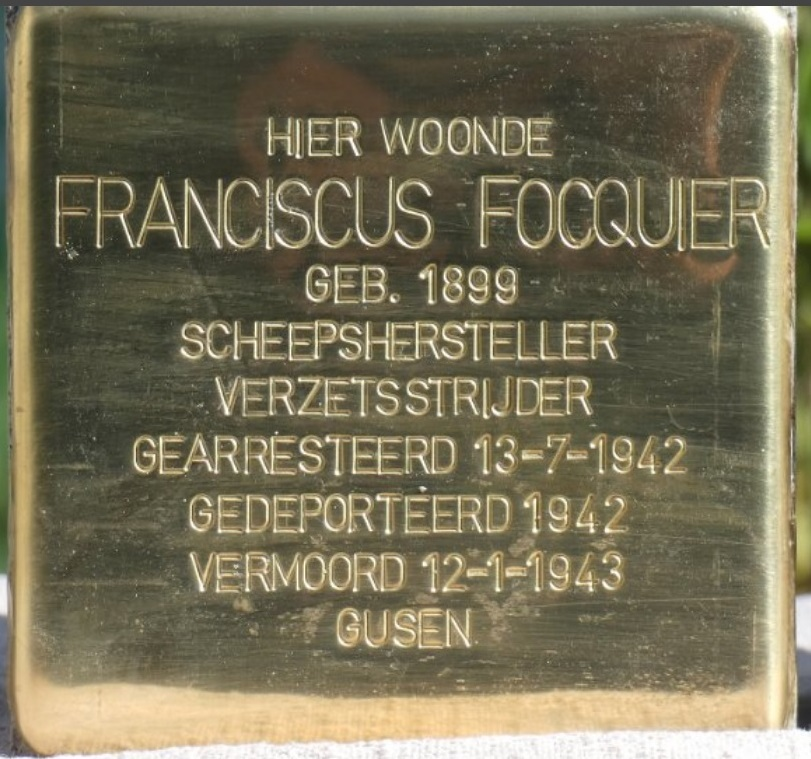 HIER WOONDE
FRANCISCUS FOCQUIER
GEB. 1899
SCHEEPSHERSTELLER
VERZETSSTRIJDER
GEARRESTEERD 13-7-1942
GEDEPORTEERD 1942
VERMOORD 12-1-1943
GUSEN